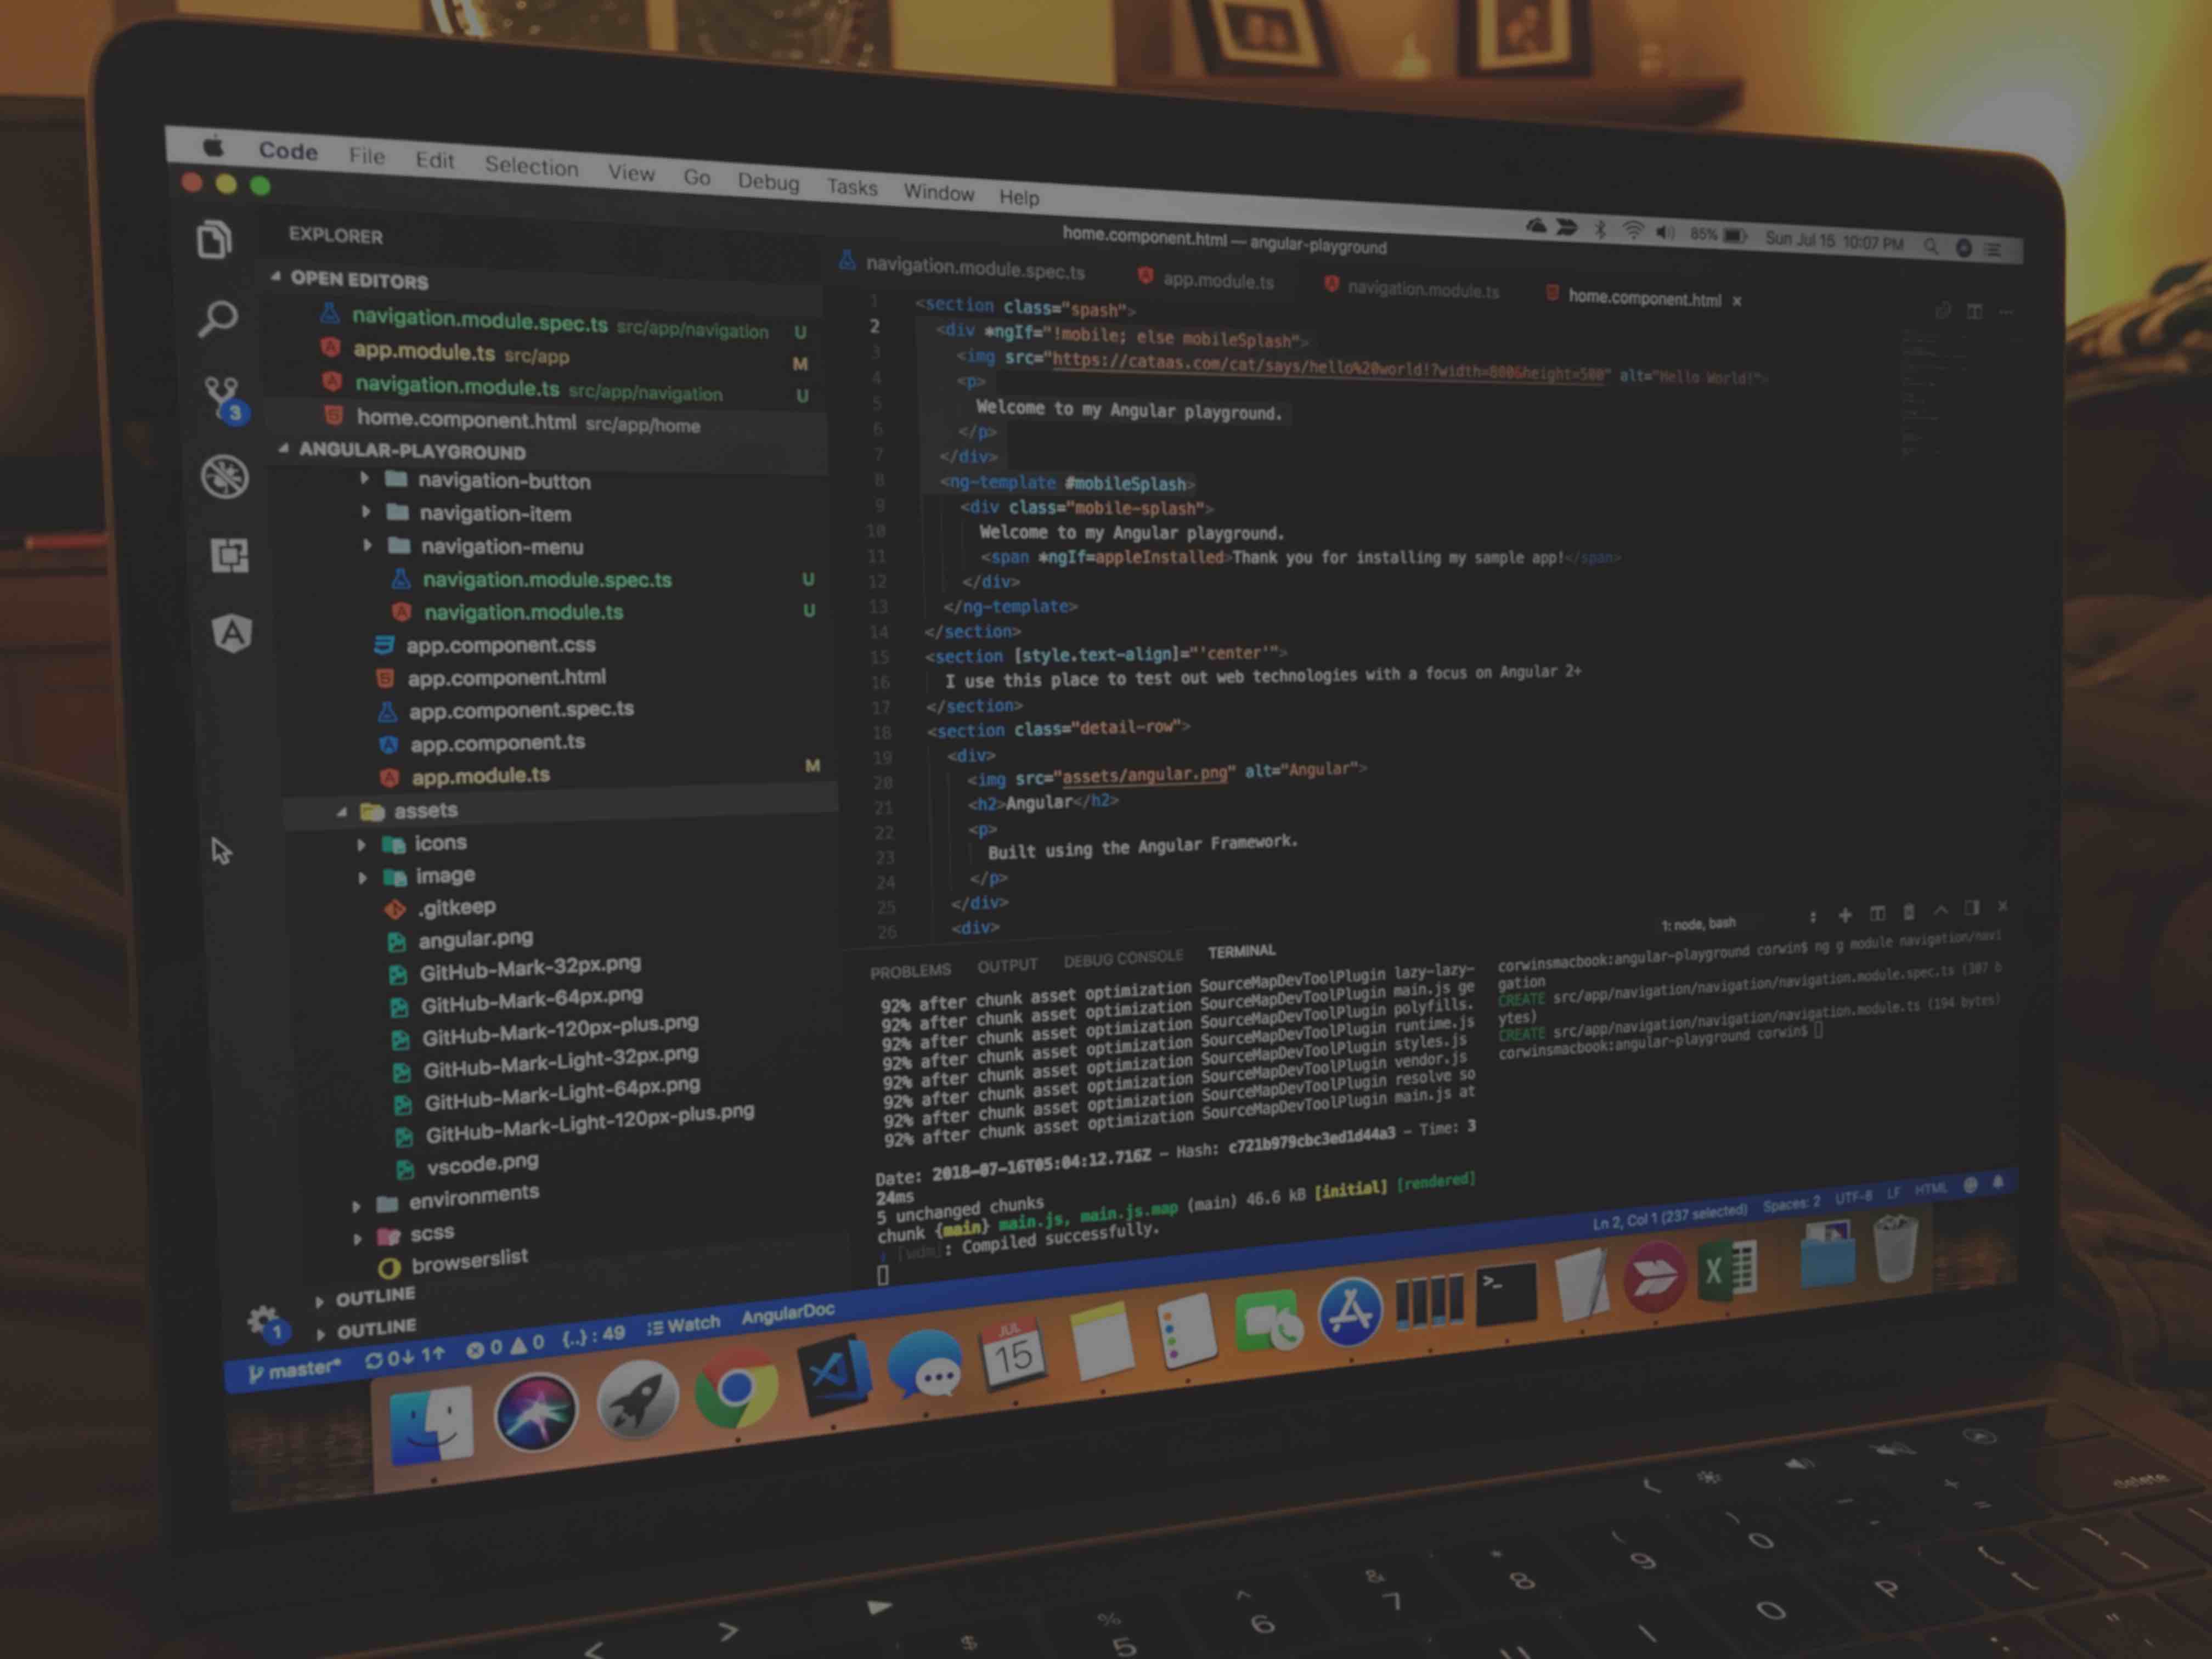 Code File Edit Selection View Go Debug Tasks Window Help
85% Sun Jul 15 10:07 PM
home.component.html — angular-playground
EXPLORER
OPEN EDITORS
navigation.module.spec.ts src/app/navigation U
app.module.ts src/app M
navigation.module.ts src/app/navigation U
home.component.html src/app/home
3
ANGULAR-PLAYGROUND
navigation-button
navigation-item
navigation-menu
navigation.module.spec.ts U
navigation.module.ts U
app.component.css
app.component.html
app.component.spec.ts
app.component.ts
app.module.ts M
assets
icons
image
.gitkeep
angular.png
GitHub-Mark-32px.png
GitHub-Mark-64px.png
GitHub-Mark-120px-plus.png
GitHub-Mark-Light-32px.png
GitHub-Mark-Light-64px.png
GitHub-Mark-Light-120px-plus.png
vscode.png
environments
scss
browserslist
OUTLINE
OUTLINE
1
navigation.module.spec.ts app.module.ts navigation.module.ts home.component.html ×
1 <section class="spash">
2 <div *ngIf="!mobile; else mobileSplash">
3 <img src="https://cataas.com/cat/says/hello%20world!?width=800&height=500" alt="Hello World!">
4 <p>
5 Welcome to my Angular playground.
6 </p>
7 </div>
8 <ng-template #mobileSplash>
9 <div class="mobile-splash">
10 Welcome to my Angular playground.
11 <span *ngIf=appleInstalled>Thank you for installing my sample app!</span>
12 </div>
13 </ng-template>
14 </section>
15 <section [style.text-align]="'center'">
16 I use this place to test out web technologies with a focus on Angular 2+
17 </section>
18 <section class="detail-row">
19 <div>
20 <img src="assets/angular.png" alt="Angular">
21 <h2>Angular</h2>
22 <p>
23 Built using the Angular Framework.
24 </p>
25 </div>
26 <div>
PROBLEMS OUTPUT DEBUG CONSOLE TERMINAL 1: node, bash
92% after chunk asset optimization SourceMapDevToolPlugin lazy-lazy-
92% after chunk asset optimization SourceMapDevToolPlugin main.js ge
92% after chunk asset optimization SourceMapDevToolPlugin polyfills.
92% after chunk asset optimization SourceMapDevToolPlugin runtime.js
92% after chunk asset optimization SourceMapDevToolPlugin styles.js
92% after chunk asset optimization SourceMapDevToolPlugin vendor.js
92% after chunk asset optimization SourceMapDevToolPlugin resolve so
92% after chunk asset optimization SourceMapDevToolPlugin main.js at
Date: 2018-07-16T05:04:12.716Z - Hash: c721b979cbc3ed1d44a3 - Time: 3
24ms
5 unchanged chunks
chunk {main} main.js, main.js.map (main) 46.6 kB [initial] [rendered]
[wdm]: Compiled successfully.
corwinsmacbook:angular-playground corwin$ ng g module navigation/navi
gation
CREATE src/app/navigation/navigation/navigation.module.spec.ts (307 b
ytes)
CREATE src/app/navigation/navigation/navigation.module.ts (194 bytes)
corwinsmacbook:angular-playground corwin$
master* 0↓ 1↑ 0 0 {..} : 49 Watch AngularDoc
Ln 2, Col 1 (237 selected) Spaces: 2 UTF-8 LF HTML
JUL
15
>_
X
delete
$ % 5 ^ 6 & 7 * 8 ( 9 ) 0 - + =
I O P { [ } ]